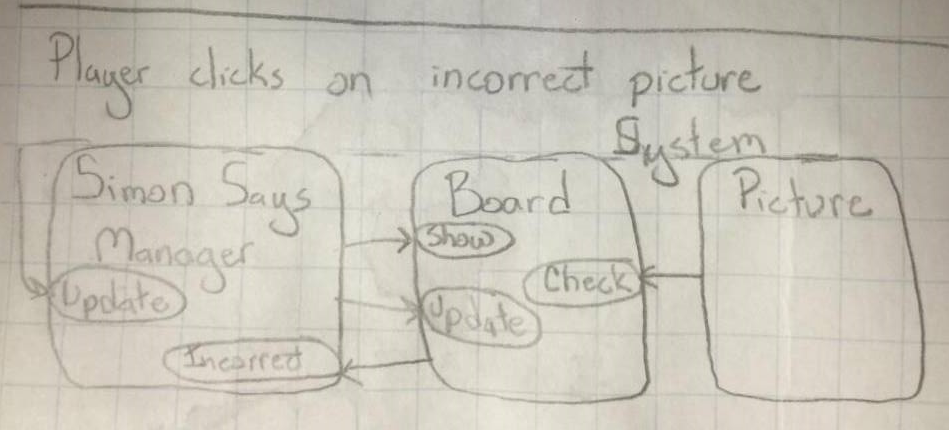 Player clicks on incorrect picture
System
Simon Says
Manager
Update
Incorrect
Board
Show
Check
Update
Picture